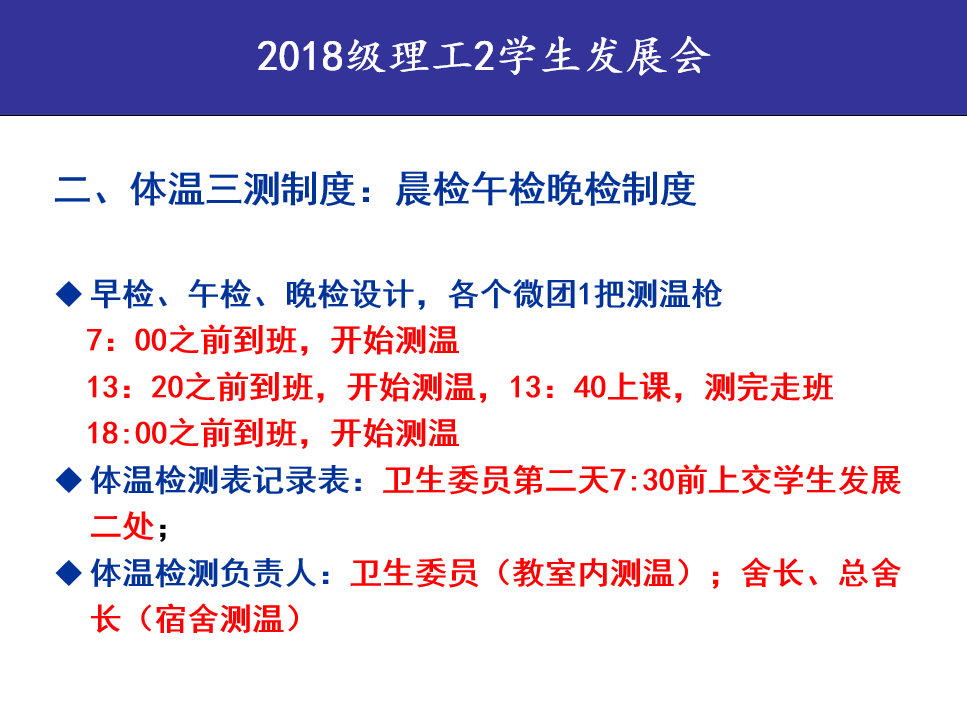 2018级理工2学生发展会
二、体温三测制度：晨检午检晚检制度
◆早检、午检、晚检设计，各个微团1把测温枪
7：00之前到班，开始测温
13：20之前到班，开始测温，13：40上课，测完走班
18:00之前到班，开始测温
◆体温检测表记录表：卫生委员第二天7:30前上交学生发展
二处；
◆体温检测负责人：卫生委员（教室内测温）；舍长、总舍
长（宿舍测温）